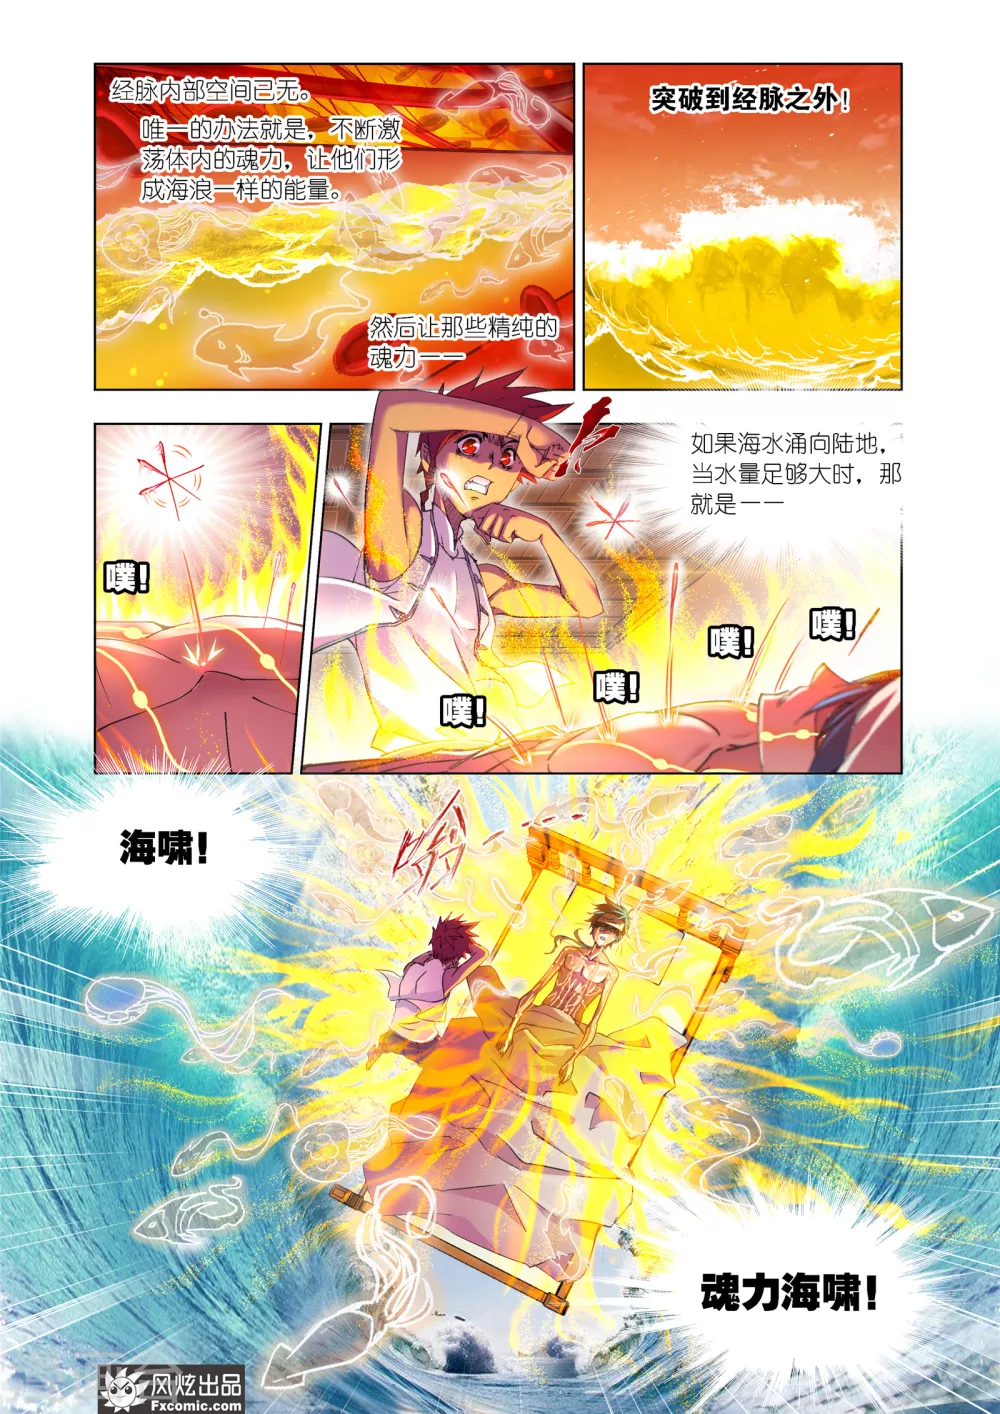 经脉内部空间已无。
唯一的办法就是，不断激
荡体内的魂力，让他们形
成海浪一样的能量。
然后让那些精纯的
魂力——
突破到经脉之外！
噗！
如果海水涌向陆地，
当水量足够大时，那
就是——
噗！
噗！
噗！
噗！
海啸！
魂力海啸！
风炫出品
Fxcomic.com